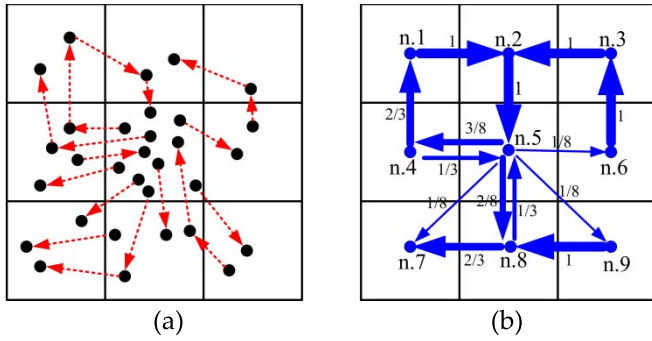 n.1 1 n.2 1 n.3
2/3 1 1
3/8 n.5 1/8
n.4 1/3 n.6
1/8 2/8 1/3 1/8
n.7 2/3 n.8 1 n.9
(a) (b)